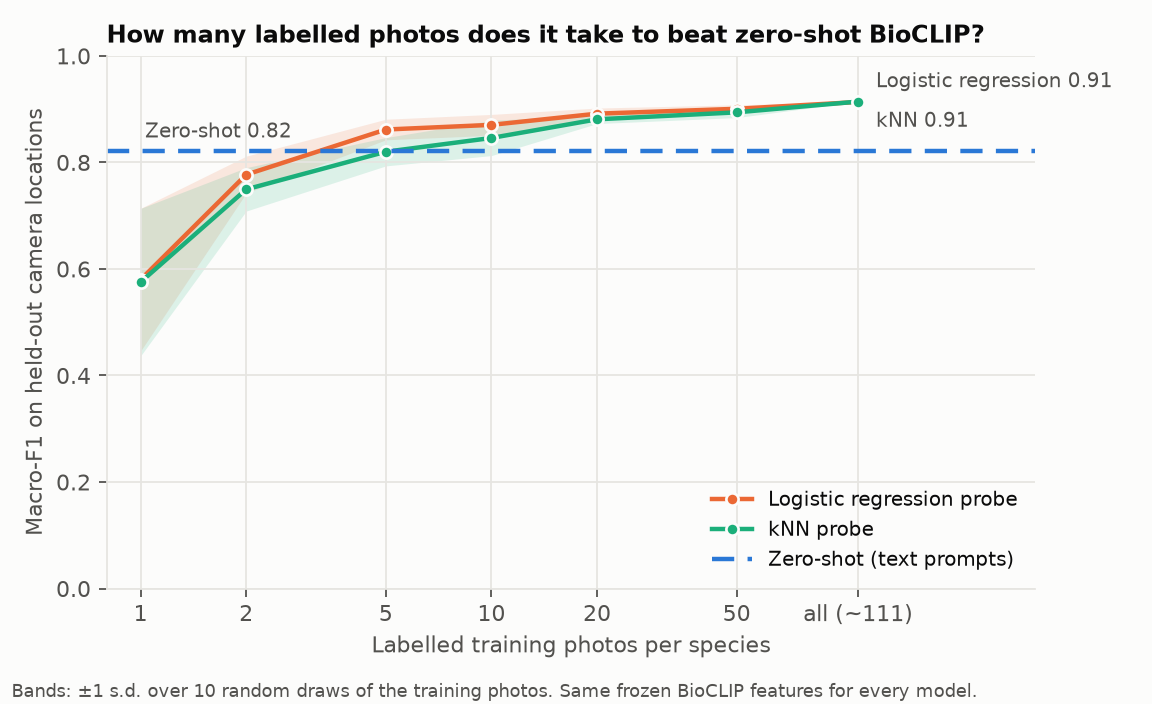 How many labelled photos does it take to beat zero-shot BioCLIP?
Macro-F1 on held-out camera locations
1.0
0.8
0.6
0.4
0.2
0.0
Zero-shot 0.82
Logistic regression 0.91
kNN 0.91
Logistic regression probe
kNN probe
Zero-shot (text prompts)
1 2 5 10 20 50 all (~111)
Labelled training photos per species
Bands: ±1 s.d. over 10 random draws of the training photos. Same frozen BioCLIP features for every model.